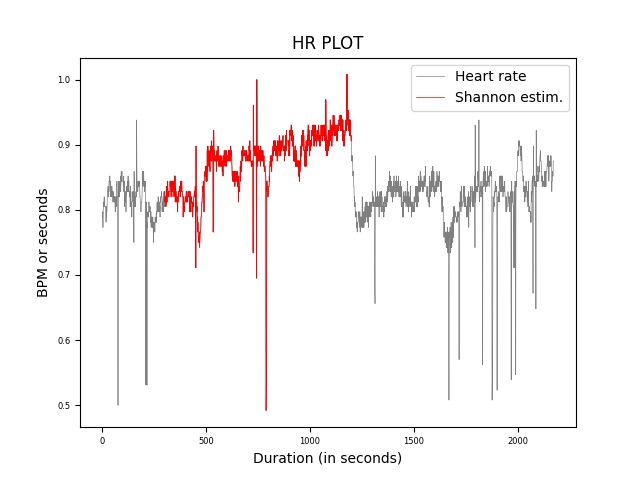 HR PLOT
Heart rate
Shannon estim.
BPM or seconds
1.0
0.9
0.8
0.7
0.6
0.5
0
500
1000
1500
2000
Duration (in seconds)